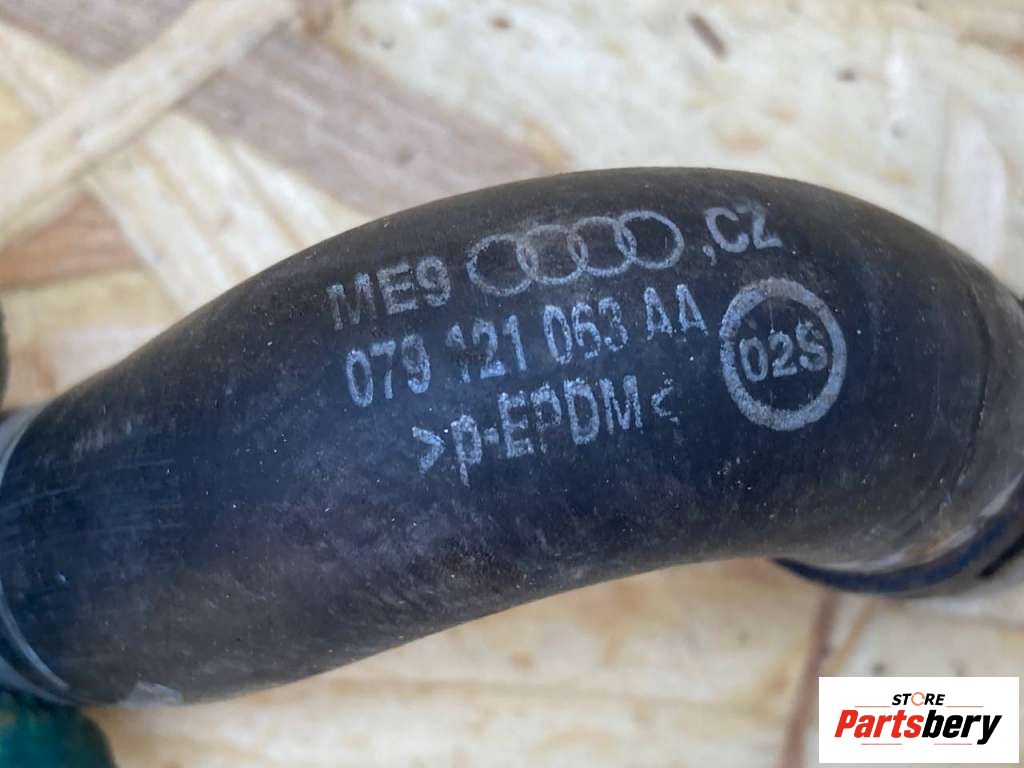 ME9 ,CZ
079 121 063 AA
02S
>p-EPDM<
STORE
Partsbery